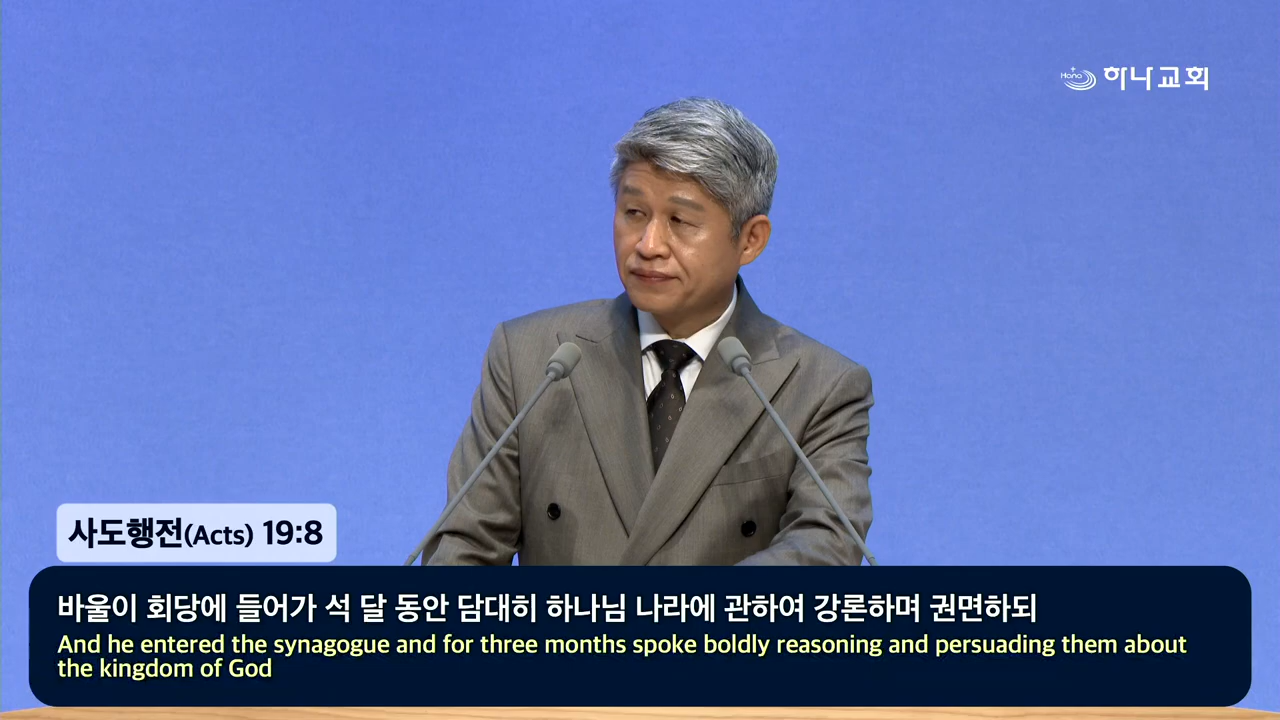 Hana 하나교회
사도행전(Acts) 19:8
바울이 회당에 들어가 석 달 동안 담대히 하나님 나라에 관하여 강론하며 권면하되
And he entered the synagogue and for three months spoke boldly reasoning and persuading them about
the kingdom of God